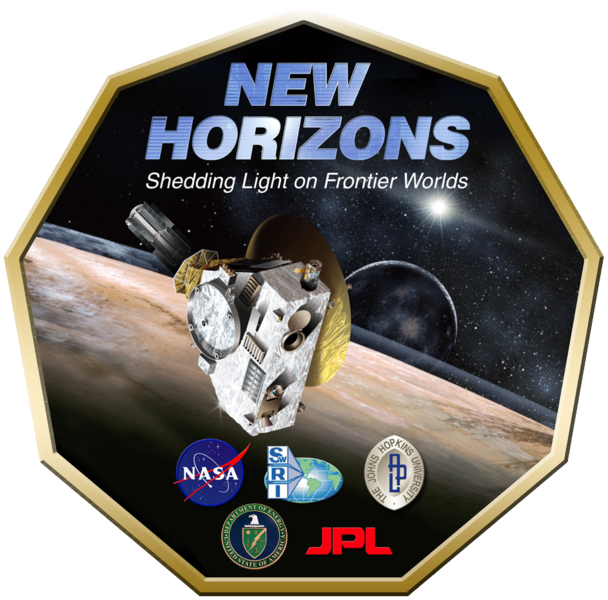 NEW
HORIZONS
Shedding Light on Frontier Worlds
NASA
SwRI
THE JOHNS HOPKINS UNIVERSITY
DEPARTMENT OF ENERGY
UNITED STATES OF AMERICA
JPL